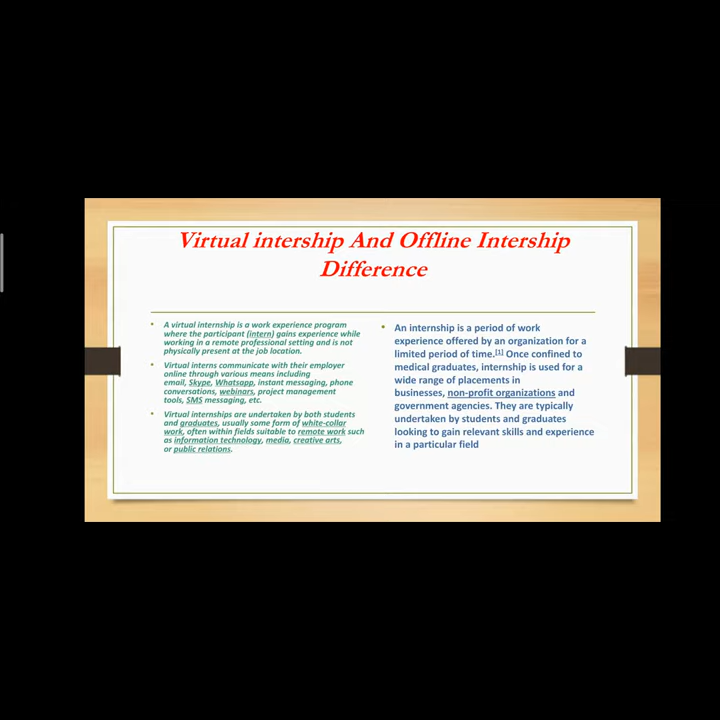 Virtual intership And Offline Intership
Difference
A virtual internship is a work experience program
where the participant (intern) gains experience while
working in a remote professional setting and is not
physically present at the job location.
Virtual interns communicate with their employer
online through various means including
email, Skype, Whatsapp, instant messaging, phone
conversations, webinars, project management
tools, SMS messaging, etc.
Virtual internships are undertaken by both students
and graduates, usually some form of white-collar
work, often within fields suitable to remote work such
as information technology, media, creative arts,
or public relations.
An internship is a period of work
experience offered by an organization for a
limited period of time.[1] Once confined to
medical graduates, internship is used for a
wide range of placements in
businesses, non-profit organizations and
government agencies. They are typically
undertaken by students and graduates
looking to gain relevant skills and experience
in a particular field